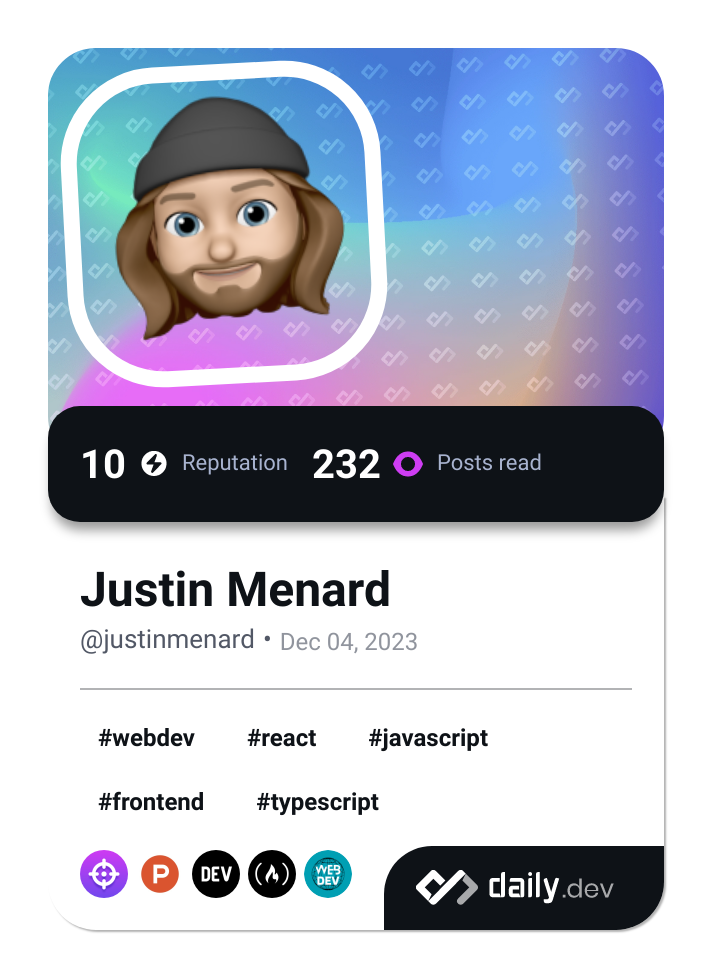 10 Reputation 232 Posts read
Justin Menard
@justinmenard • Dec 04, 2023
#webdev #react #javascript
#frontend #typescript
P DEV WEB DEV
daily.dev